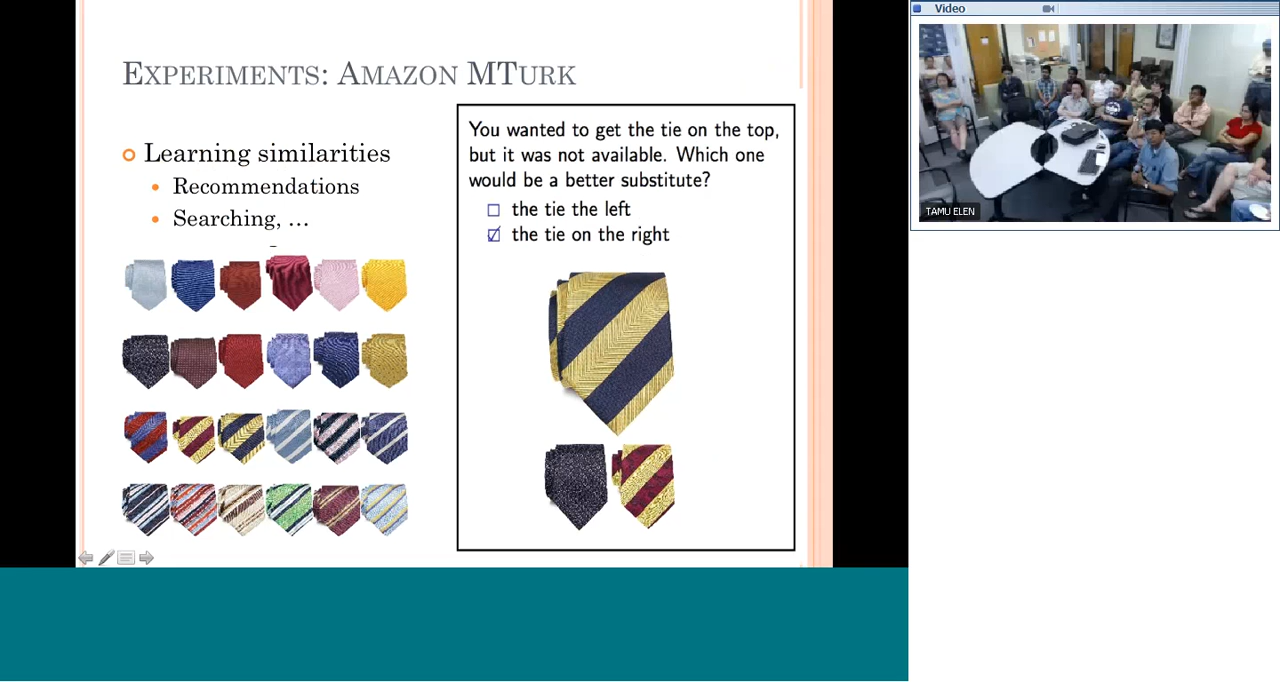 EXPERIMENTS: AMAZON MTURK
Learning similarities
Recommendations
Searching, …
You wanted to get the tie on the top,
but it was not available. Which one
would be a better substitute?
the tie the left
the tie on the right
Video
TAMU ELEN